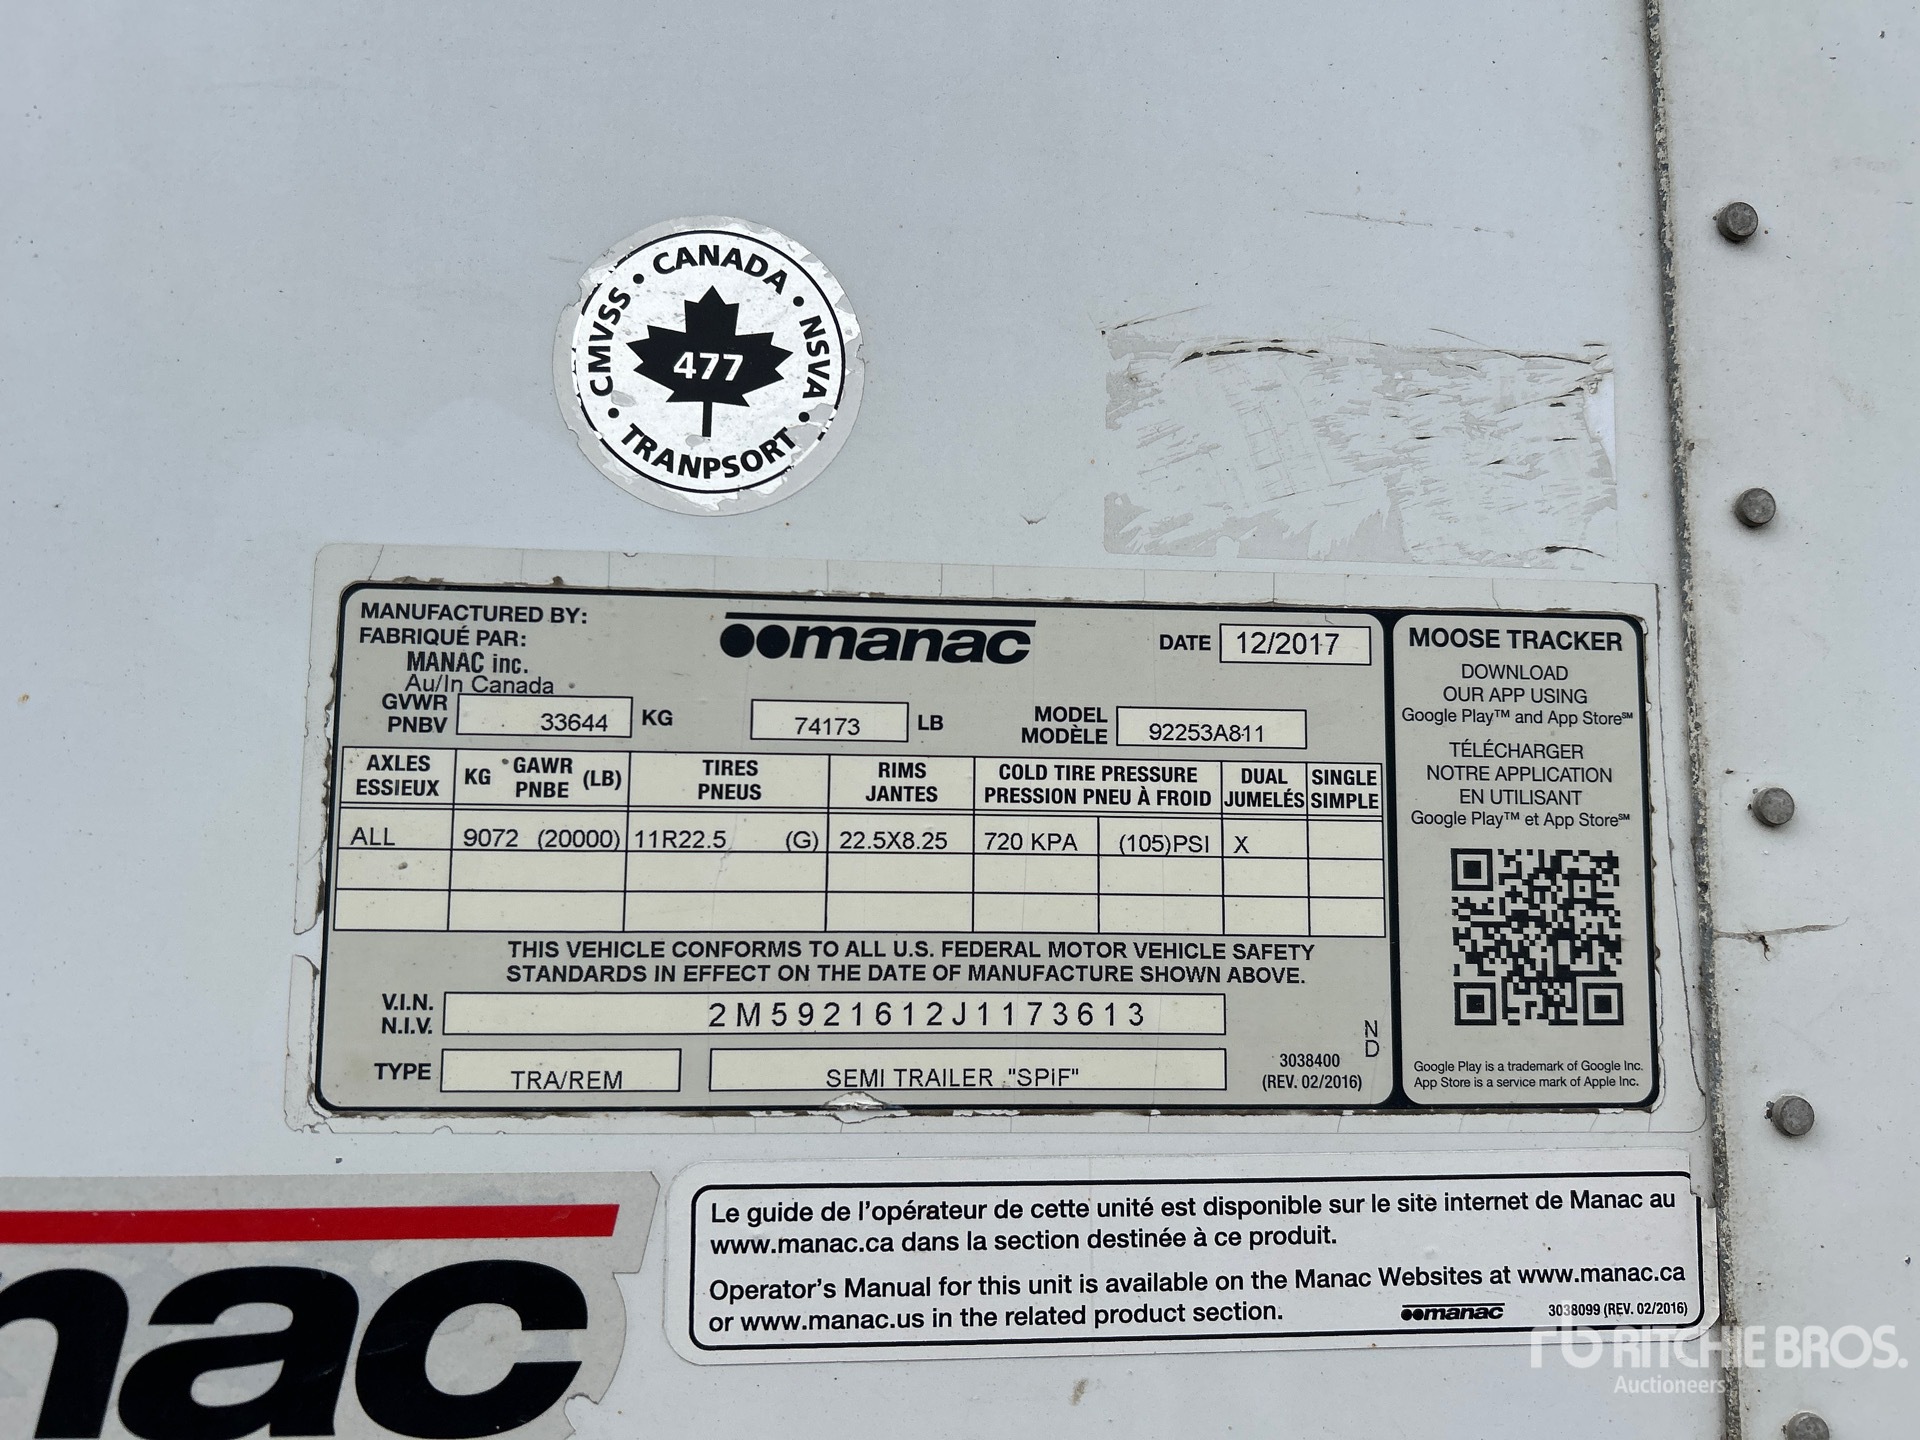 CANADA • NSVA • TRANPSORT • CMVSS •
477
MANUFACTURED BY:
FABRIQUÉ PAR:
MANAC inc.
Au/In Canada
manac
DATE 12/2017
GVWR
PNBV 33644 KG 74173 LB
MODEL
MODÈLE 92253A811
AXLES
ESSIEUX
KG GAWR
PNBE (LB)
TIRES
PNEUS
RIMS
JANTES
COLD TIRE PRESSURE
PRESSION PNEU À FROID
DUAL
JUMELÉS
SINGLE
SIMPLE
ALL 9072 (20000) 11R22.5 (G) 22.5X8.25 720 KPA (105)PSI X
THIS VEHICLE CONFORMS TO ALL U.S. FEDERAL MOTOR VEHICLE SAFETY
STANDARDS IN EFFECT ON THE DATE OF MANUFACTURE SHOWN ABOVE.
V.I.N.
N.I.V. 2M5921612J1173613
TYPE TRA/REM SEMI TRAILER "SPiF"
3038400
(REV. 02/2016)
ND
MOOSE TRACKER
DOWNLOAD
OUR APP USING
Google Play™ and App Store℠
TÉLÉCHARGER
NOTRE APPLICATION
EN UTILISANT
Google Play™ et App Store℠
Google Play is a trademark of Google Inc.
App Store is a service mark of Apple Inc.
nac
Le guide de l'opérateur de cette unité est disponible sur le site internet de Manac au
www.manac.ca dans la section destinée à ce produit.
Operator's Manual for this unit is available on the Manac Websites at www.manac.ca
or www.manac.us in the related product section.
manac 3038099 (REV. 02/2016)
rb RITCHIE BROS.
Auctioneers